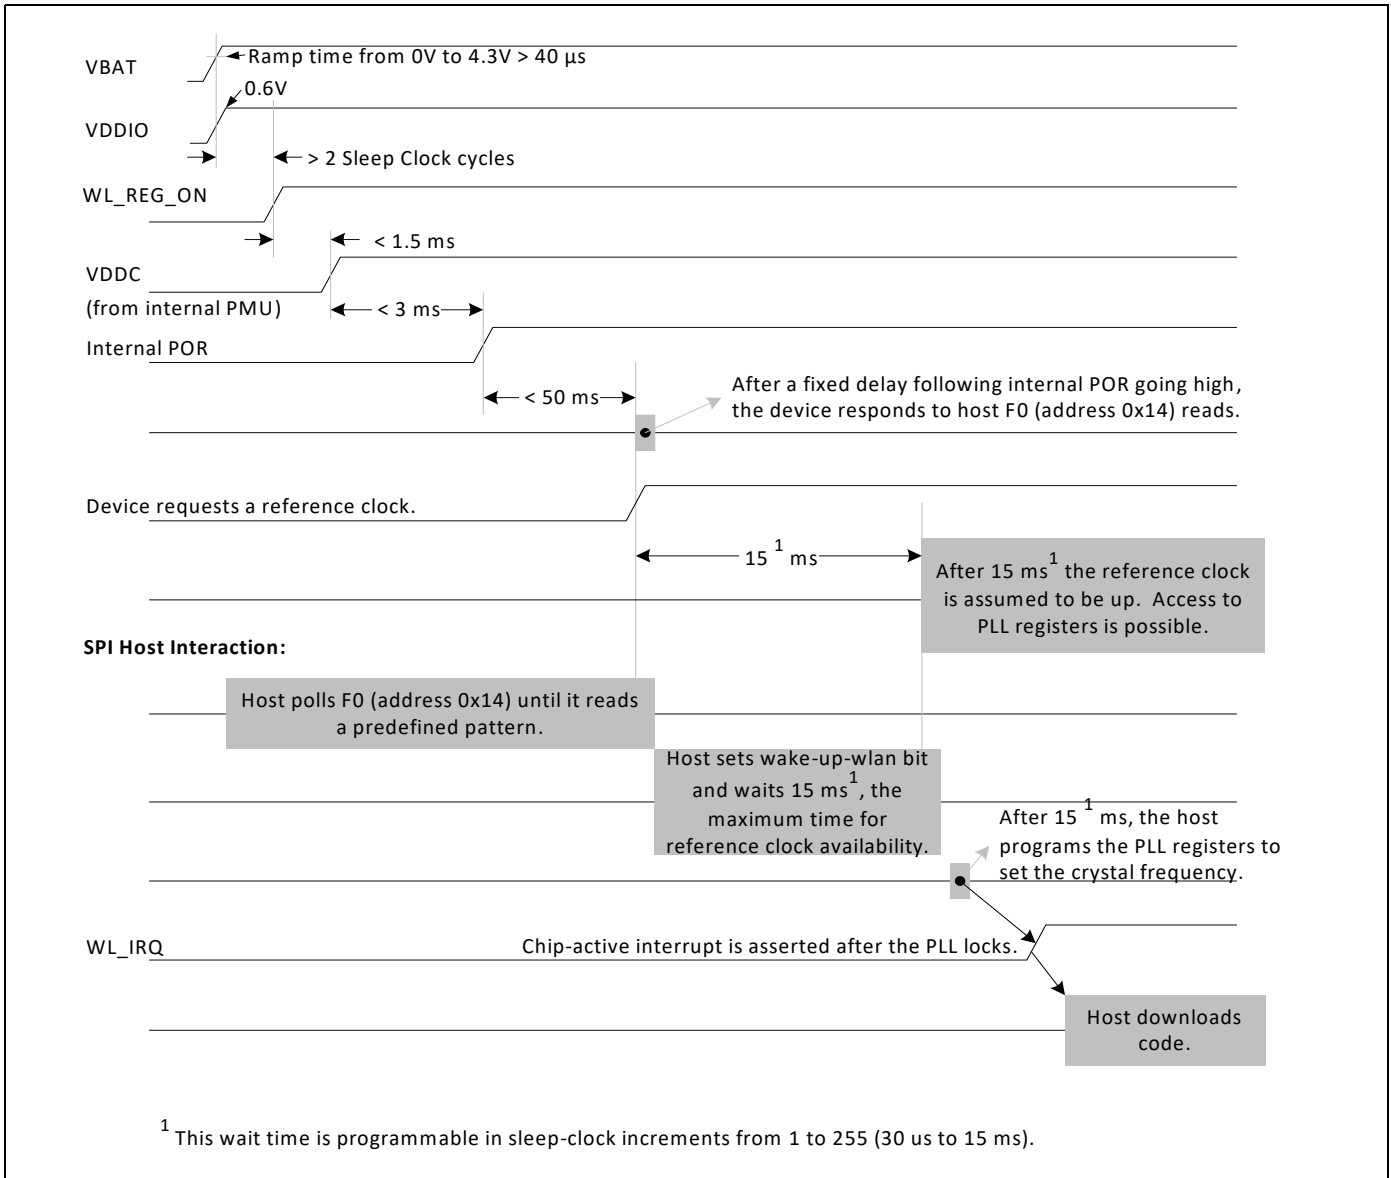 VBAT
Ramp time from 0V to 4.3V > 40 µs
0.6V
VDDIO
> 2 Sleep Clock cycles
WL_REG_ON
< 1.5 ms
VDDC
(from internal PMU)
< 3 ms
Internal POR
< 50 ms
After a fixed delay following internal POR going high,
the device responds to host F0 (address 0x14) reads.
Device requests a reference clock.
15 1 ms
After 15 ms1 the reference clock
is assumed to be up. Access to
PLL registers is possible.
SPI Host Interaction:
Host polls F0 (address 0x14) until it reads
a predefined pattern.
Host sets wake-up-wlan bit
and waits 15 ms1, the
maximum time for
reference clock availability.
After 15 1 ms, the host
programs the PLL registers to
set the crystal frequency.
WL_IRQ
Chip-active interrupt is asserted after the PLL locks.
Host downloads
code.
1 This wait time is programmable in sleep-clock increments from 1 to 255 (30 us to 15 ms).